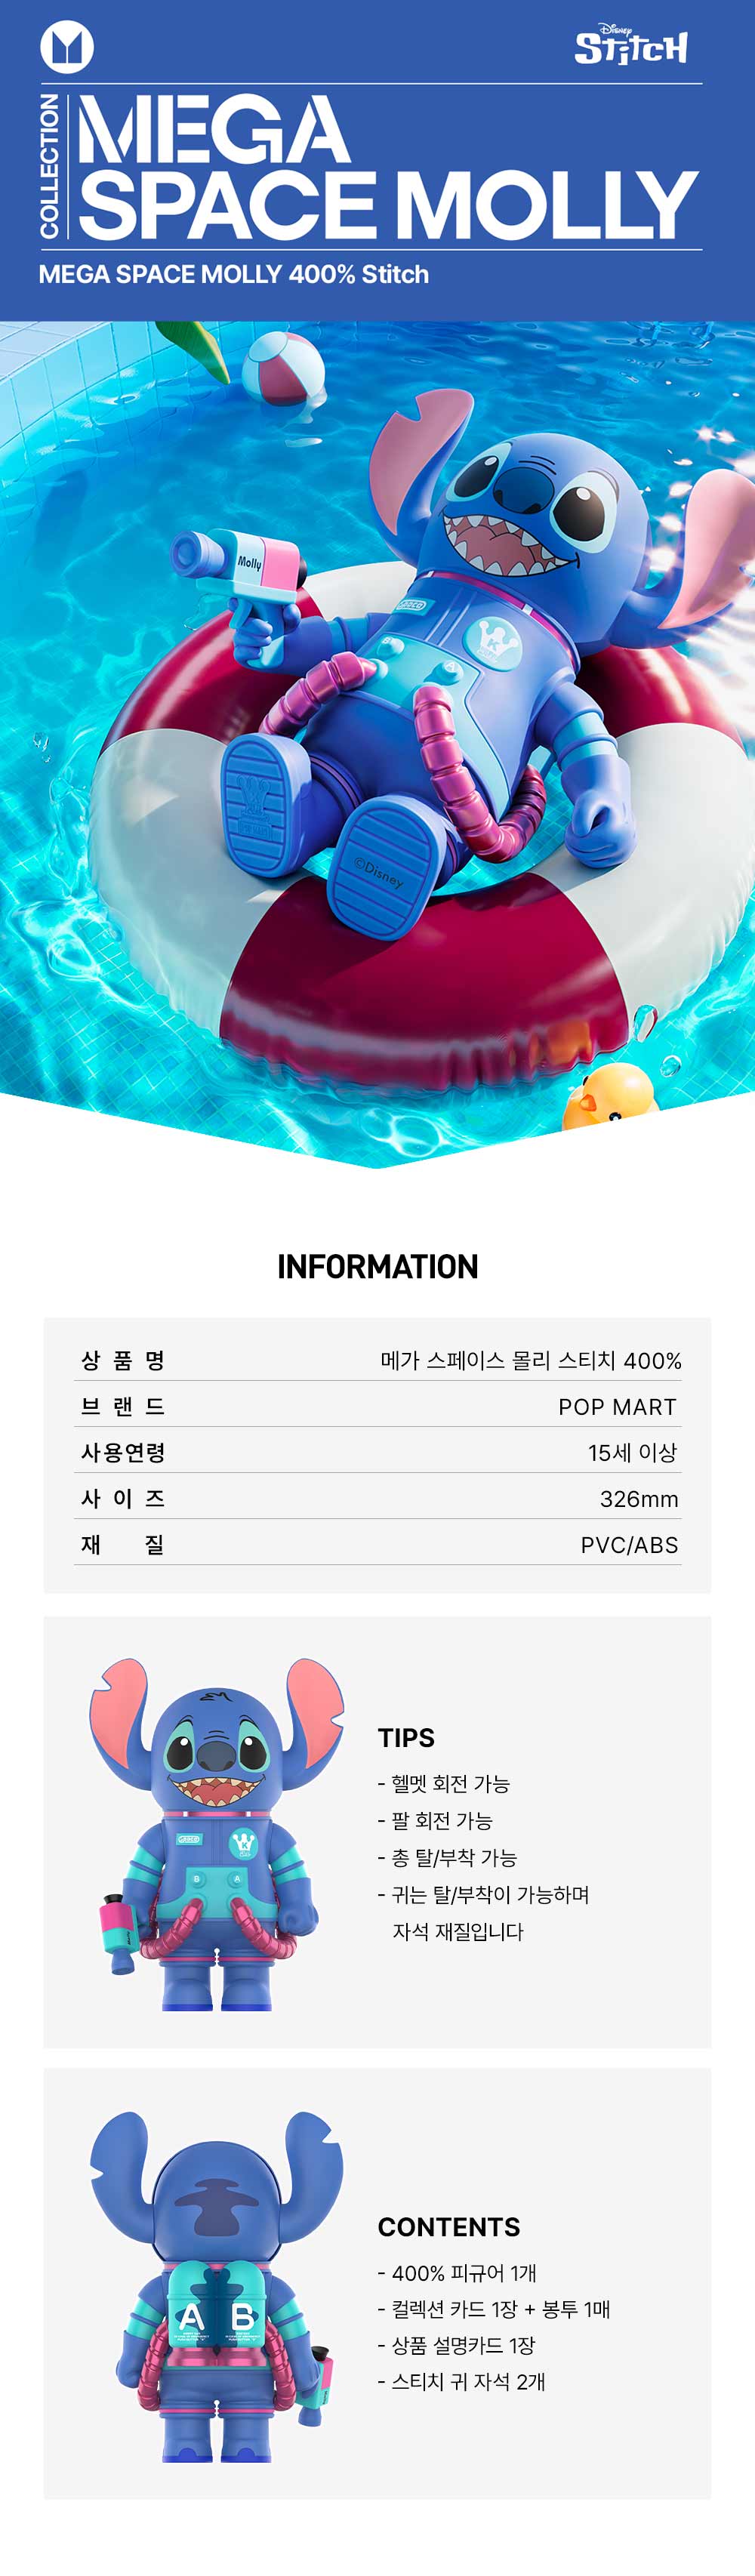 Disney
Stitch
COLLECTION
MEGA
SPACE MOLLY
MEGA SPACE MOLLY 400% Stitch
Molly
B
A
K
©Disney
INFORMATION
상 품 명 메가 스페이스 몰리 스티치 400%
브 랜 드 POP MART
사용연령 15세 이상
사 이 즈 326mm
재 질 PVC/ABS
TIPS
- 헬멧 회전 가능
- 팔 회전 가능
- 총 탈/부착 가능
- 귀는 탈/부착이 가능하며
자석 재질입니다
B
A
K
CONTENTS
- 400% 피규어 1개
- 컬렉션 카드 1장 + 봉투 1매
- 상품 설명카드 1장
- 스티치 귀 자석 2개
A B